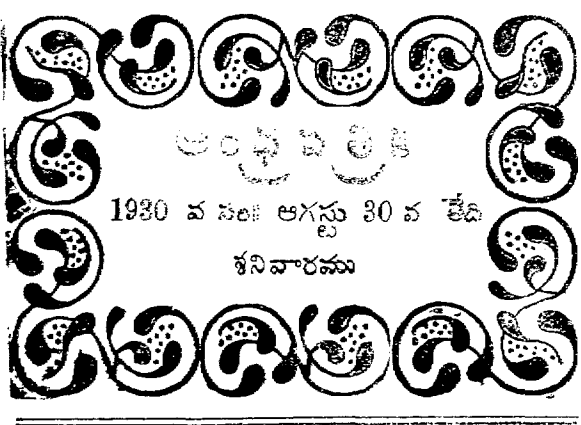 ఆంధ్రపత్రిక
1930 వ సం॥ ఆగస్టు 30 వ తేది
శనివారము